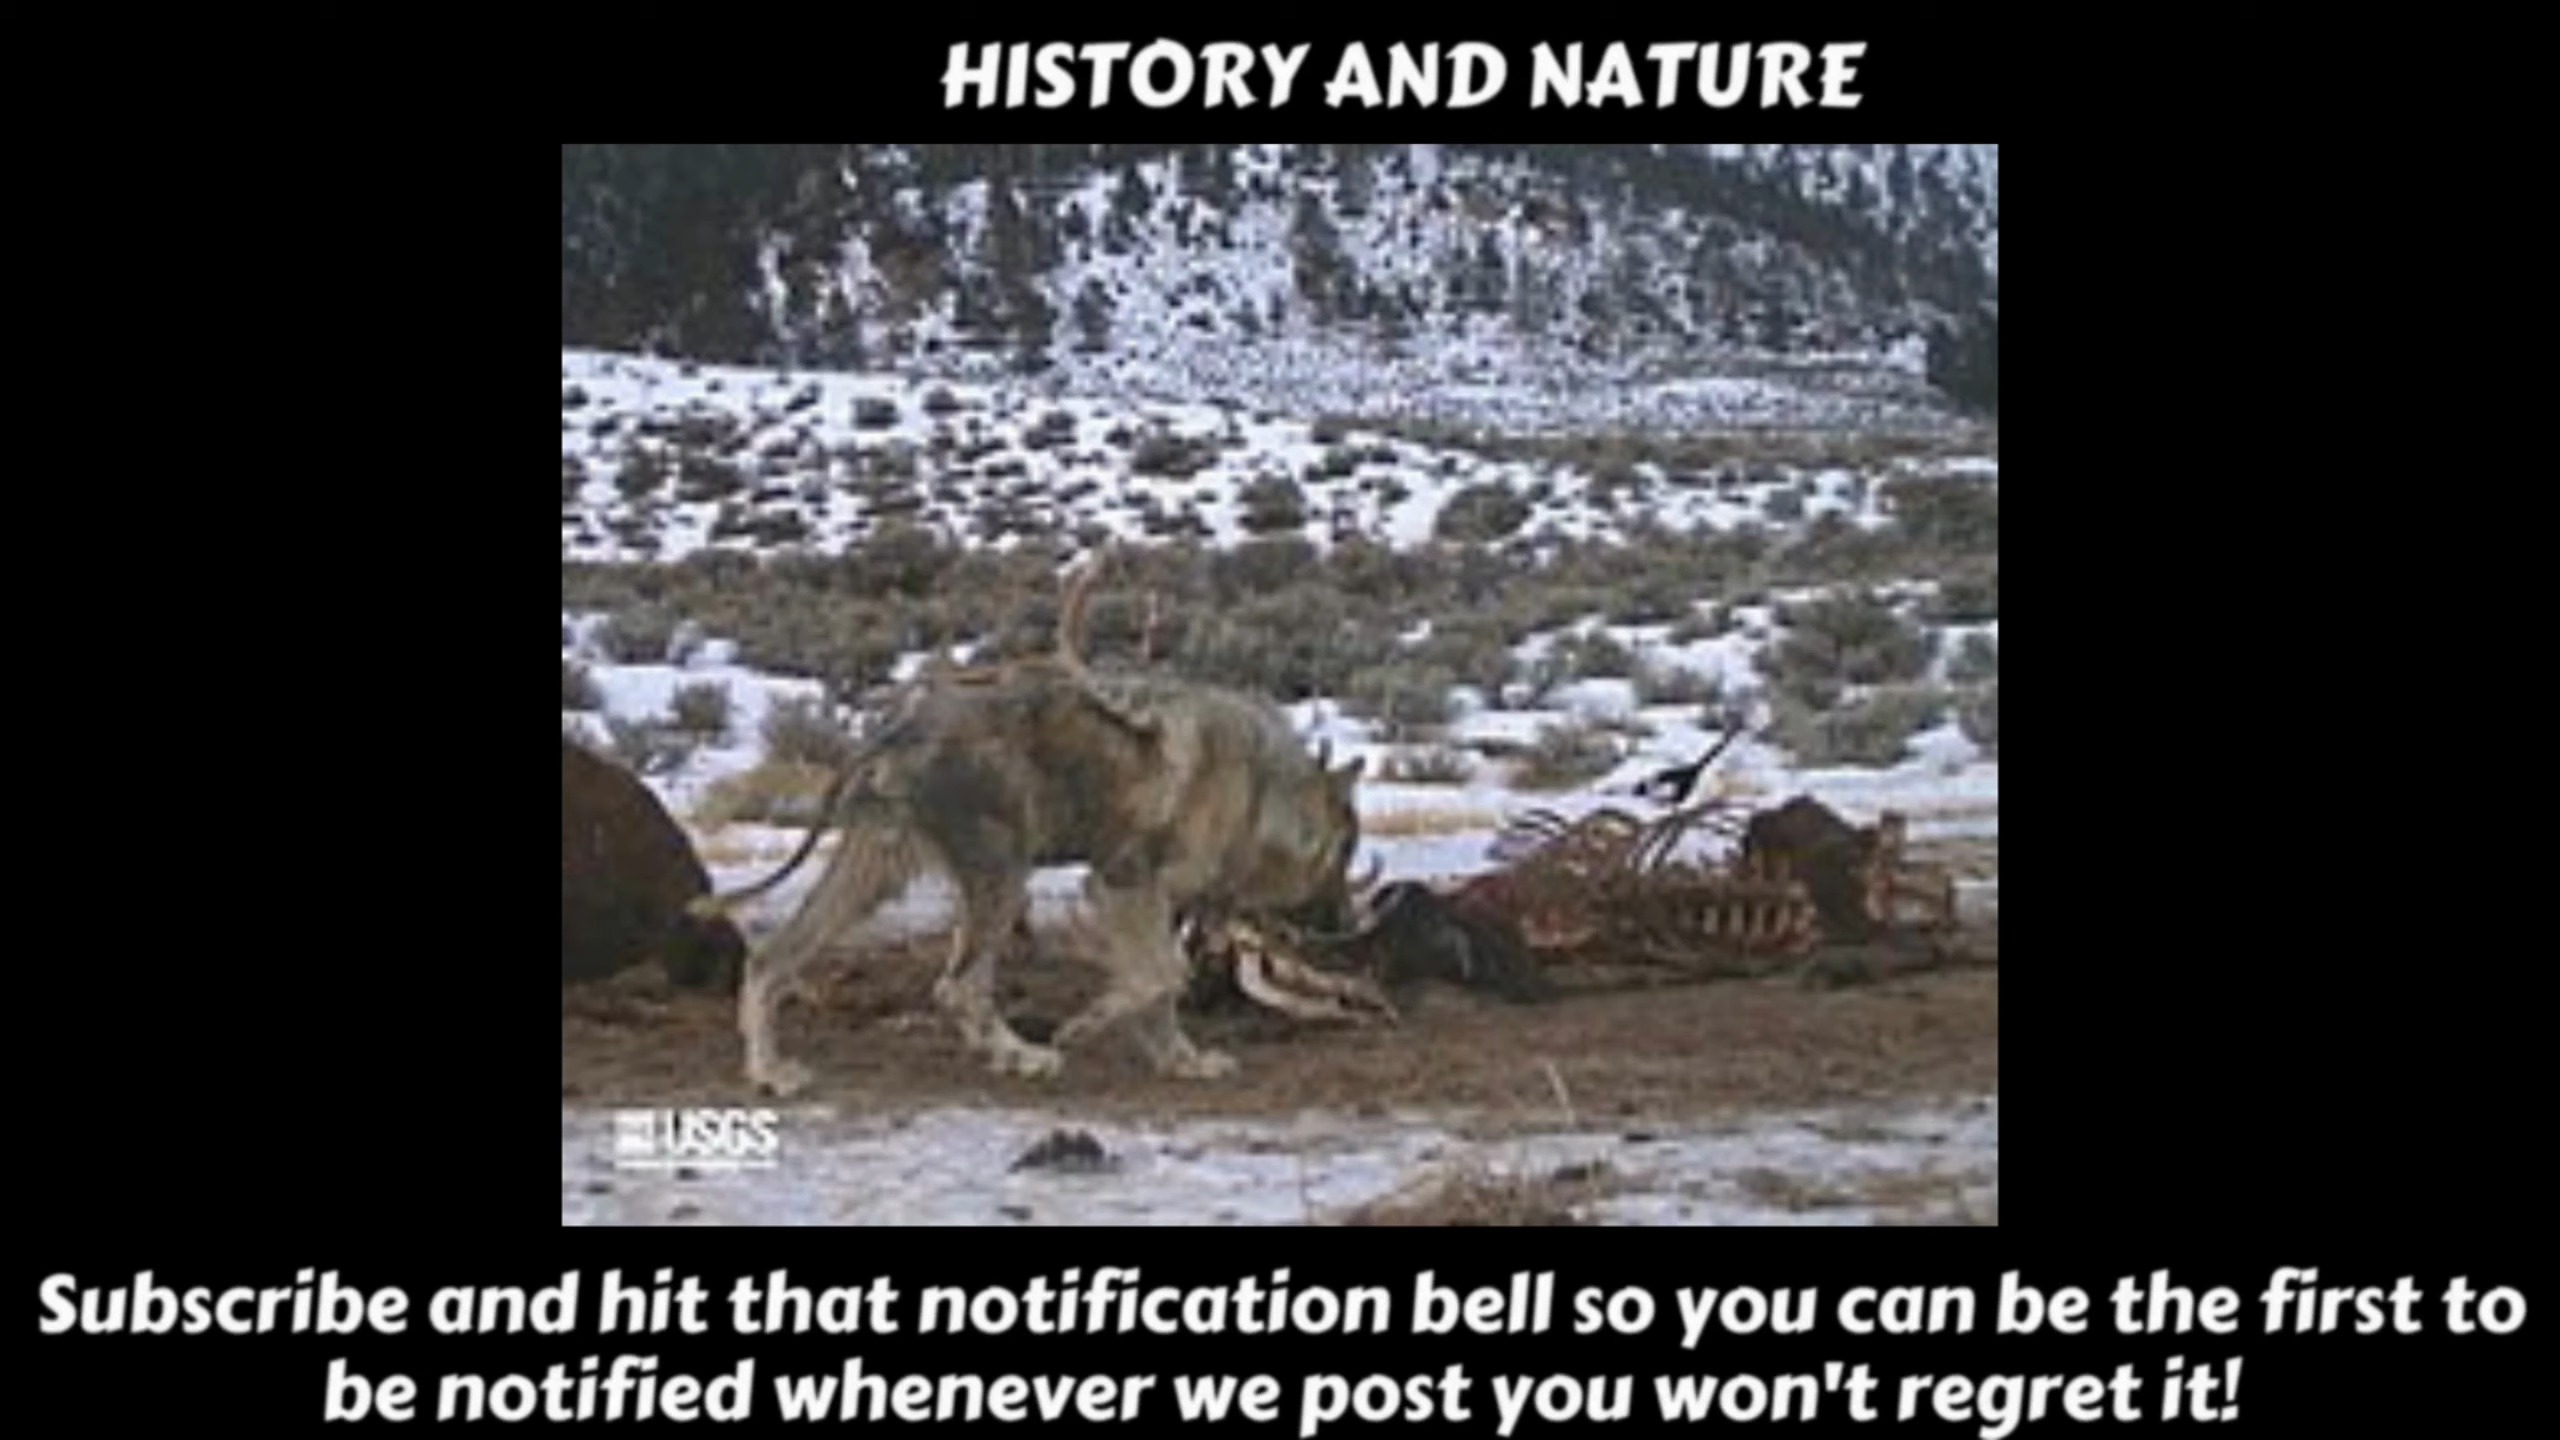 HISTORY AND NATURE
USGS
Subscribe and hit that notification bell so you can be the first to
be notified whenever we post you won't regret it!